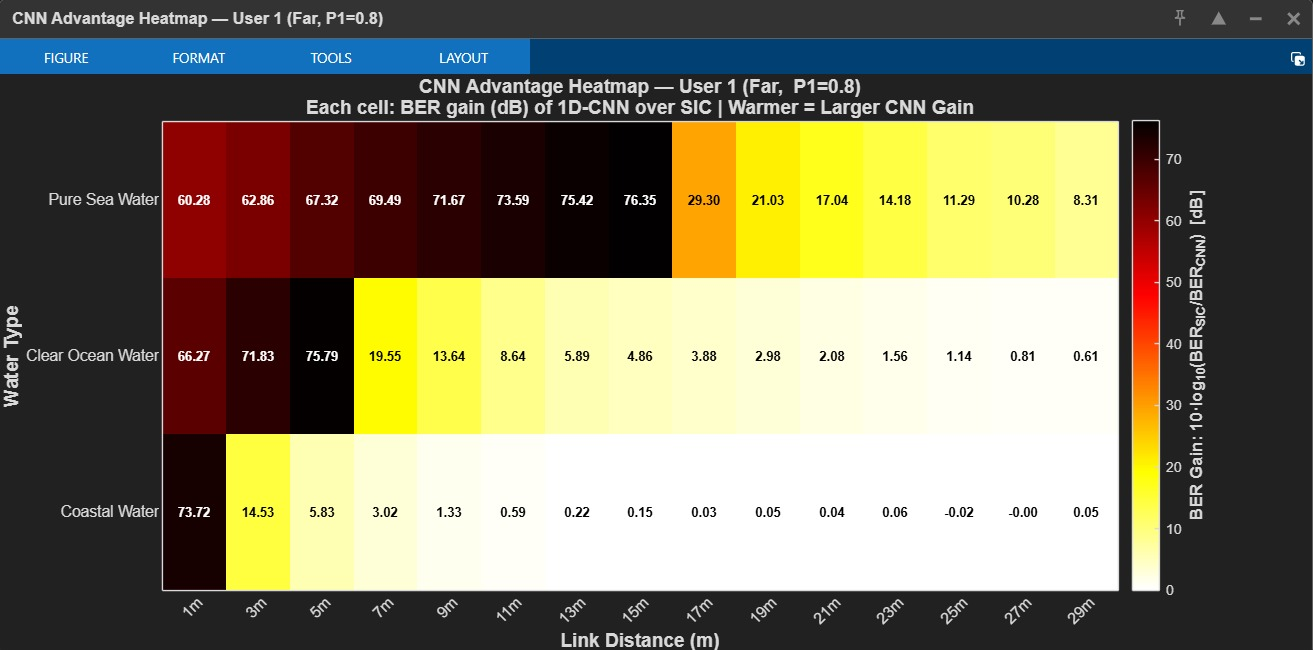 CNN Advantage Heatmap — User 1 (Far, P1=0.8)
FIGURE FORMAT TOOLS LAYOUT
CNN Advantage Heatmap — User 1 (Far, P1=0.8)
Each cell: BER gain (dB) of 1D-CNN over SIC | Warmer = Larger CNN Gain
Water Type
Pure Sea Water 60.28 62.86 67.32 69.49 71.67 73.59 75.42 76.35 29.30 21.03 17.04 14.18 11.29 10.28 8.31
Clear Ocean Water 66.27 71.83 75.79 19.55 13.64 8.64 5.89 4.86 3.88 2.98 2.08 1.56 1.14 0.81 0.61
Coastal Water 73.72 14.53 5.83 3.02 1.33 0.59 0.22 0.15 0.03 0.05 0.04 0.06 -0.02 -0.00 0.05
1m 3m 5m 7m 9m 11m 13m 15m 17m 19m 21m 23m 25m 27m 29m
Link Distance (m)
70
60
50
40
30
20
10
0
BER Gain: 10·log10(BERSIC/BERCNN) [dB]